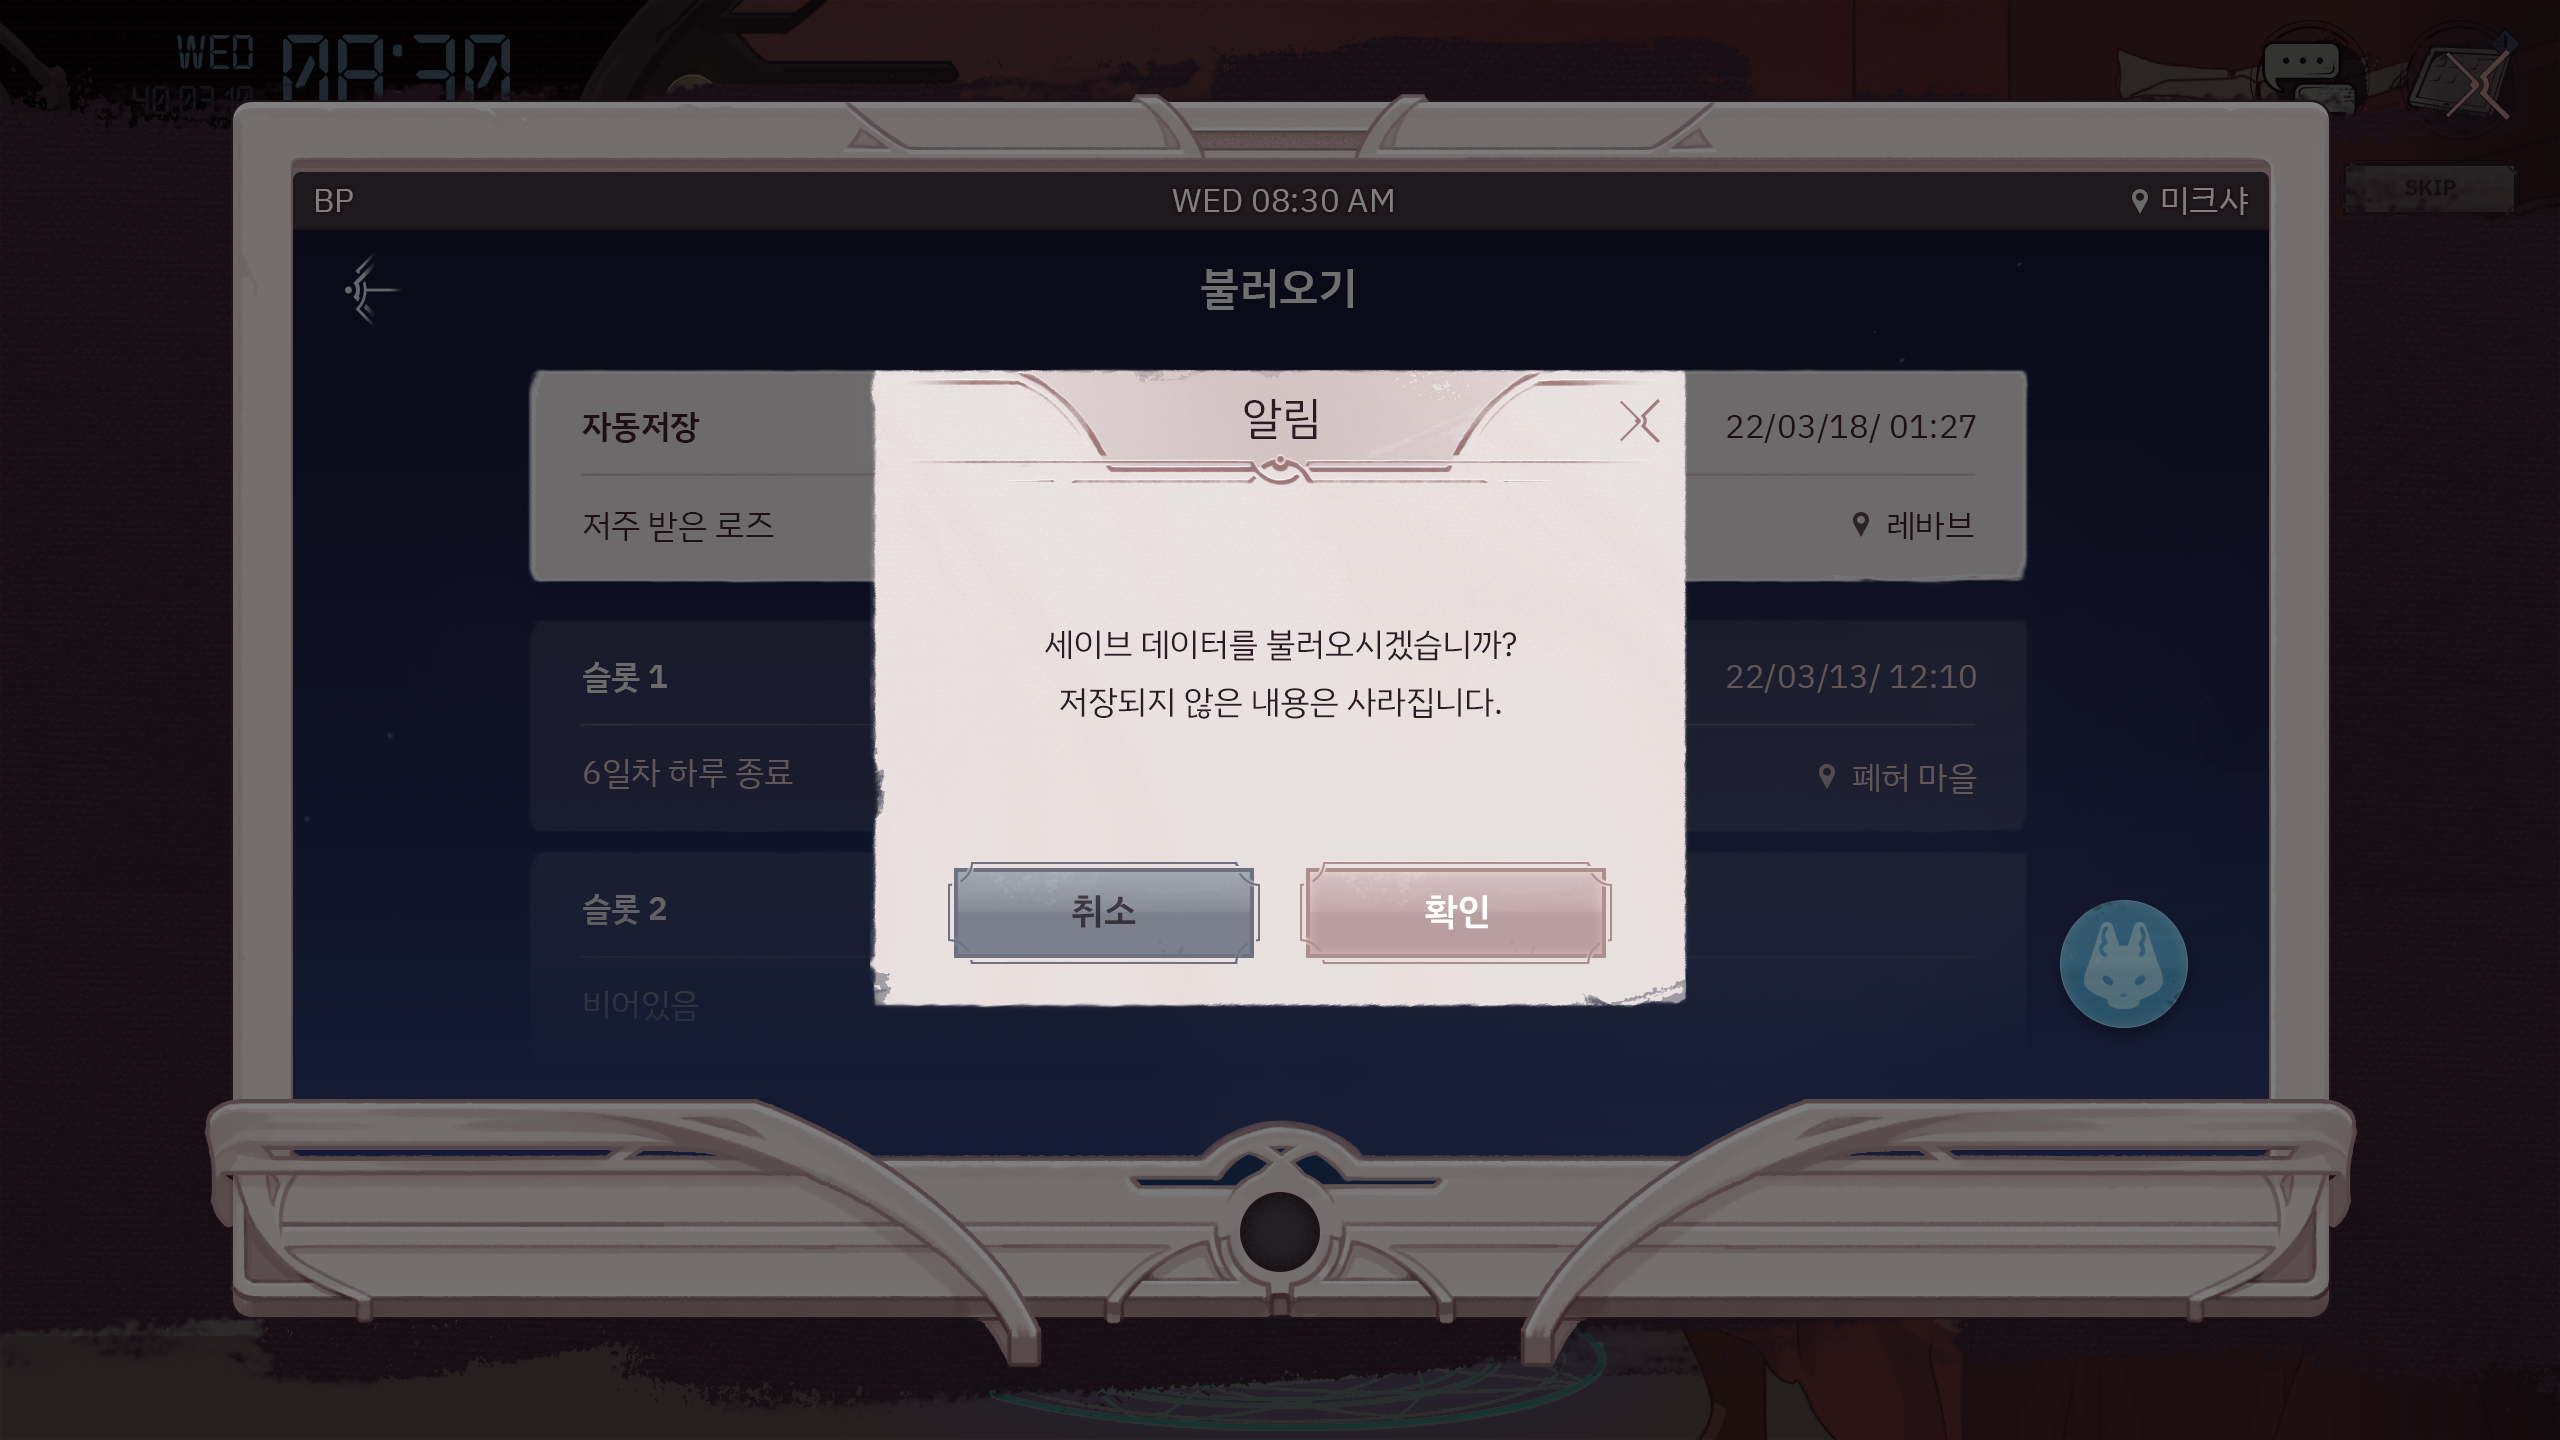 WED 08:30
40.03.10
SKIP
BP
WED 08:30 AM
미크샤
불러오기
자동저장
22/03/18/ 01:27
저주 받은 로즈
레바브
알림
세이브 데이터를 불러오시겠습니까?
저장되지 않은 내용은 사라집니다.
취소
확인
슬롯 1
22/03/13/ 12:10
6일차 하루 종료
폐허 마을
슬롯 2
비어있음